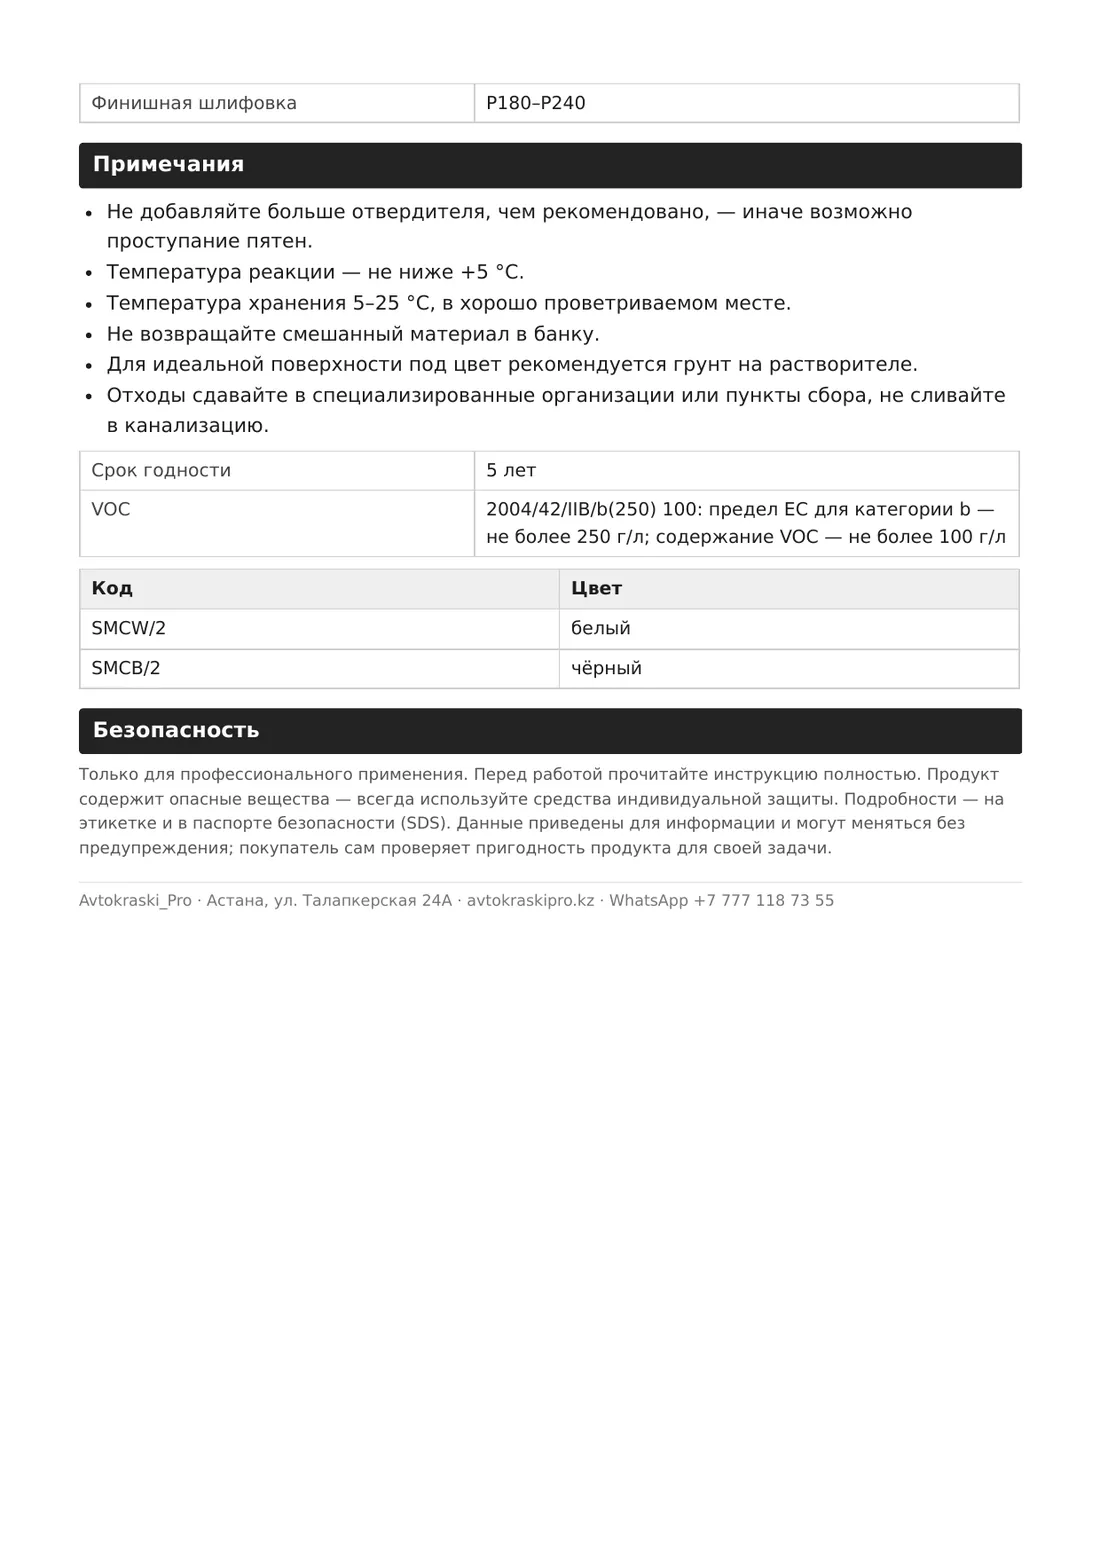 Финишная шлифовка P180–P240
Примечания
• Не добавляйте больше отвердителя, чем рекомендовано, — иначе возможно
проступание пятен.
• Температура реакции — не ниже +5 °C.
• Температура хранения 5–25 °C, в хорошо проветриваемом месте.
• Не возвращайте смешанный материал в банку.
• Для идеальной поверхности под цвет рекомендуется грунт на растворителе.
• Отходы сдавайте в специализированные организации или пункты сбора, не сливайте
в канализацию.
Срок годности 5 лет
VOC 2004/42/IIB/b(250) 100: предел ЕС для категории b —
не более 250 г/л; содержание VOC — не более 100 г/л
Код Цвет
SMCW/2 белый
SMCB/2 чёрный
Безопасность
Только для профессионального применения. Перед работой прочитайте инструкцию полностью. Продукт
содержит опасные вещества — всегда используйте средства индивидуальной защиты. Подробности — на
этикетке и в паспорте безопасности (SDS). Данные приведены для информации и могут меняться без
предупреждения; покупатель сам проверяет пригодность продукта для своей задачи.
Avtokraski_Pro · Астана, ул. Талапкерская 24А · avtokraskipro.kz · WhatsApp +7 777 118 73 55